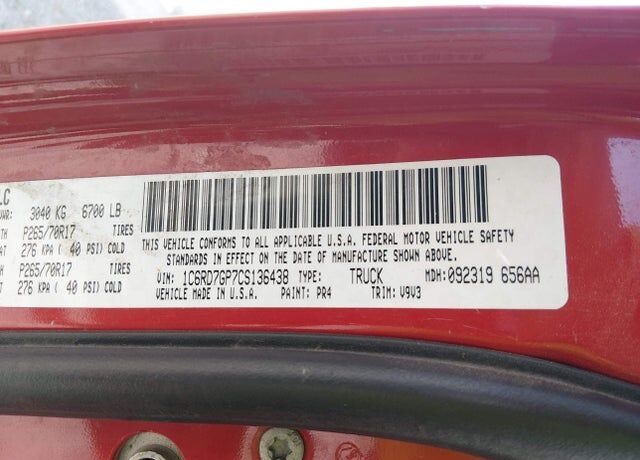 LC
3040 KG 6700 LB
TH P265/70R17 TIRES
AT 276 KPA ( 40 PSI) COLD
P265/70R17 TIRES
276 KPA ( 40 PSI) COLD
THIS VEHICLE CONFORMS TO ALL APPLICABLE U.S.A. FEDERAL MOTOR VEHICLE SAFETY
STANDARDS IN EFFECT ON THE DATE OF MANUFACTURE SHOWN ABOVE.
VIN: 1C6RD7GP7CS136438 TYPE: TRUCK MDH: 092319 656AA
VEHICLE MADE IN U.S.A. PAINT: PR4 TRIM: V9V3